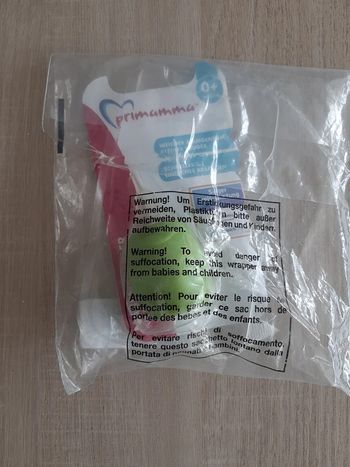 primamma
0+
Warnung! Um Erstickungsgefahr zu
vermeiden, Plastiktüten bitte außer
Reichweite von Säuglingen und Kindern
aufbewahren.
Warning! To avoid danger of
suffocation, keep this wrapper away
from babies and children.
Attention! Pour éviter le risque de
suffocation, garder ce sac hors de
portée des bebés et des enfants.
Per evitare rischi di soffocamento,
tenere questo sacchetto lontano dalla
portata di neonati e bambini.